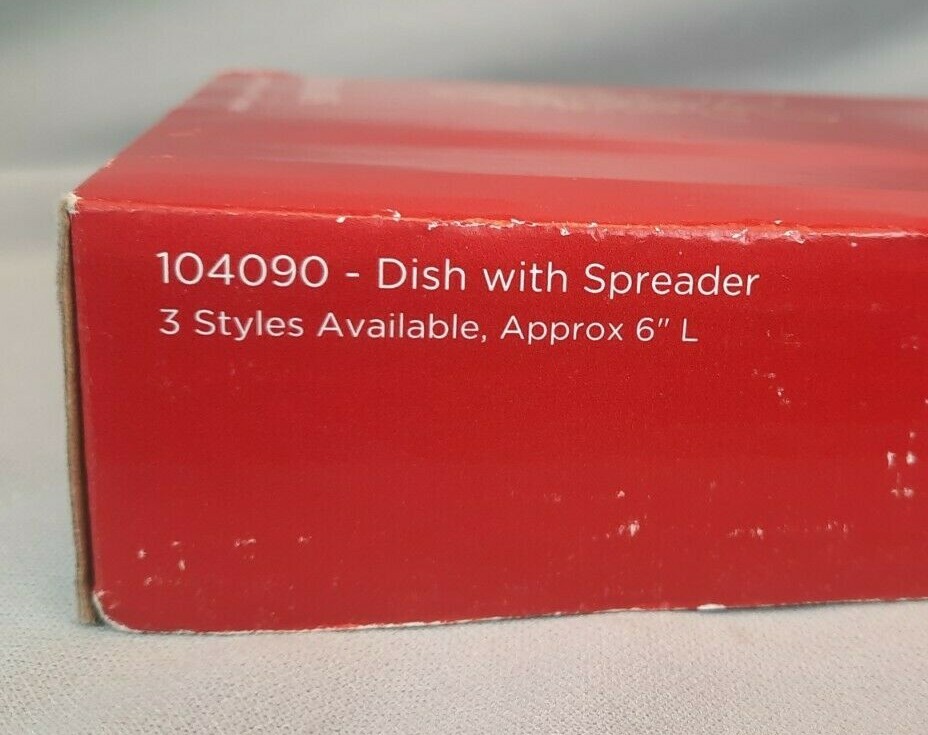 104090 - Dish with Spreader
3 Styles Available, Approx 6" L